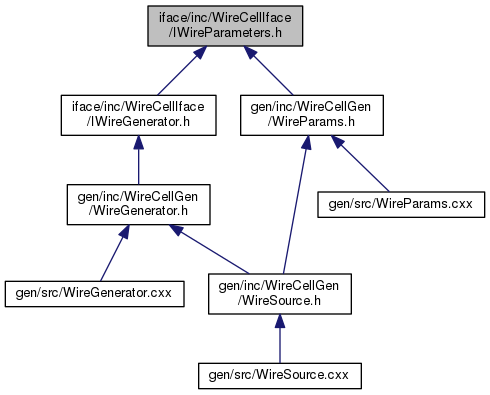 iface/inc/WireCellIface
/IWireParameters.h
iface/inc/WireCellIface
/IWireGenerator.h
gen/inc/WireCellGen
/WireParams.h
gen/inc/WireCellGen
/WireGenerator.h
gen/src/WireParams.cxx
gen/src/WireGenerator.cxx
gen/inc/WireCellGen
/WireSource.h
gen/src/WireSource.cxx